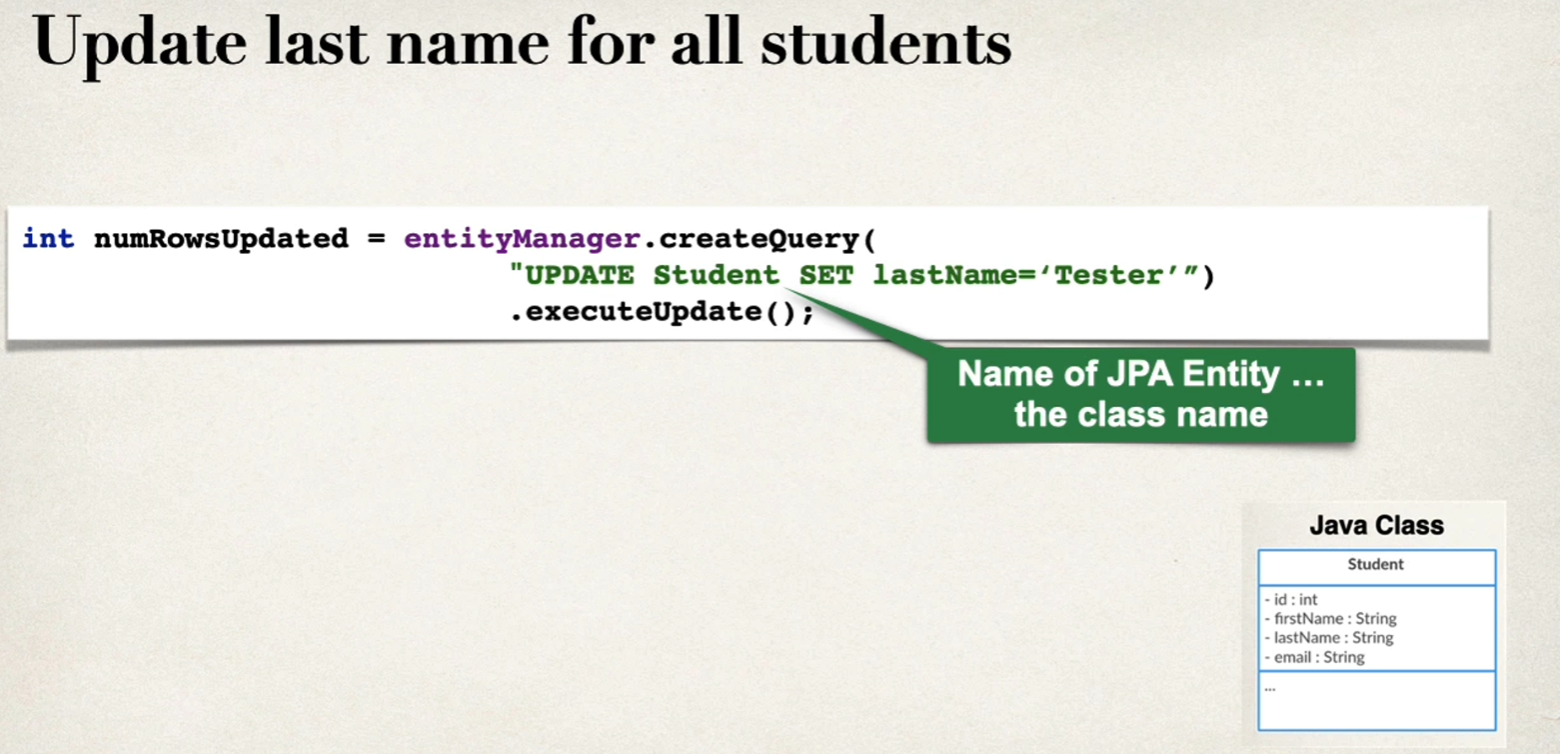 Update last name for all students
int numRowsUpdated = entityManager.createQuery(
"UPDATE Student SET lastName=‘Tester’”)
.executeUpdate();
Name of JPA Entity …
the class name
Java Class
Student
- id : int
- firstName : String
- lastName : String
- email : String
...